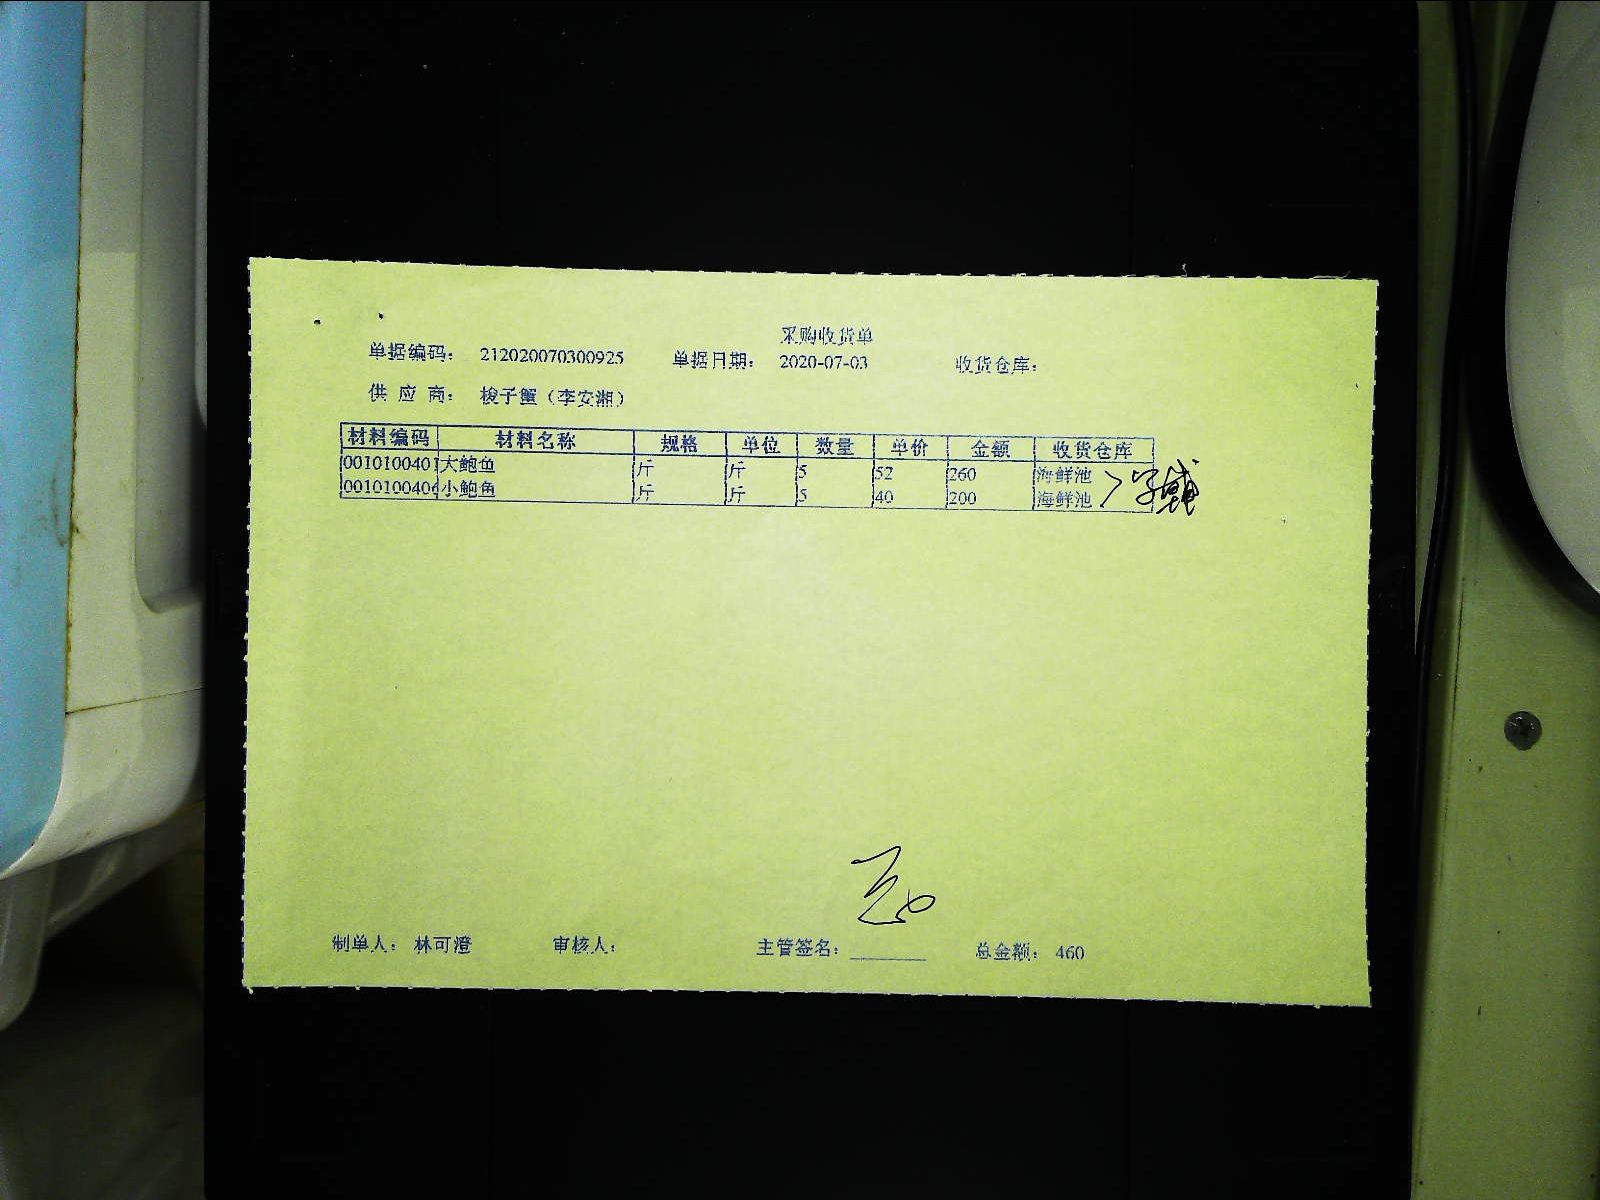 采购收货单
单据编码： 212020070300925 单据日期： 2020-07-03 收货仓库：
供 应 商： 梭子蟹（李安湘）
材料编码 材料名称 规格 单位 数量 单价 金额 收货仓库
0010100401 大鲍鱼 斤 斤 5 52 260 海鲜池
0010100406 小鲍鱼 斤 斤 5 40 200 海鲜池
制单人： 林可澄 审核人： 主管签名： 总金额： 460